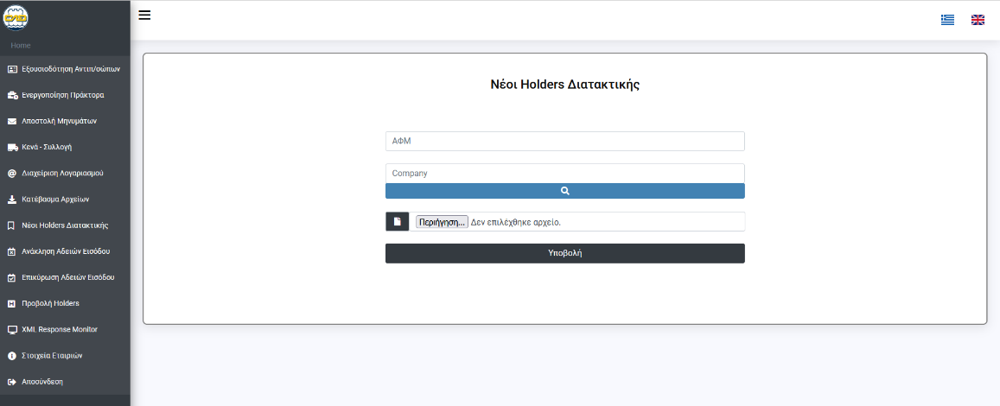 Home
Εξουσιοδότηση Αντιπ/σώπων
Ενεργοποίηση Πράκτορα
Αποστολή Μηνυμάτων
Κενά - Συλλογή
Διαχείριση Λογαριασμού
Κατέβασμα Αρχείων
Νέοι Holders Διατακτικής
Ανάκληση Αδειών Εισόδου
Επικύρωση Αδειών Εισόδου
Προβολή Holders
XML Response Monitor
Στοιχεία Εταιριών
Αποσύνδεση
Νέοι Holders Διατακτικής
ΑΦΜ
Company
Περιήγηση... Δεν επιλέχθηκε αρχείο.
Υποβολή